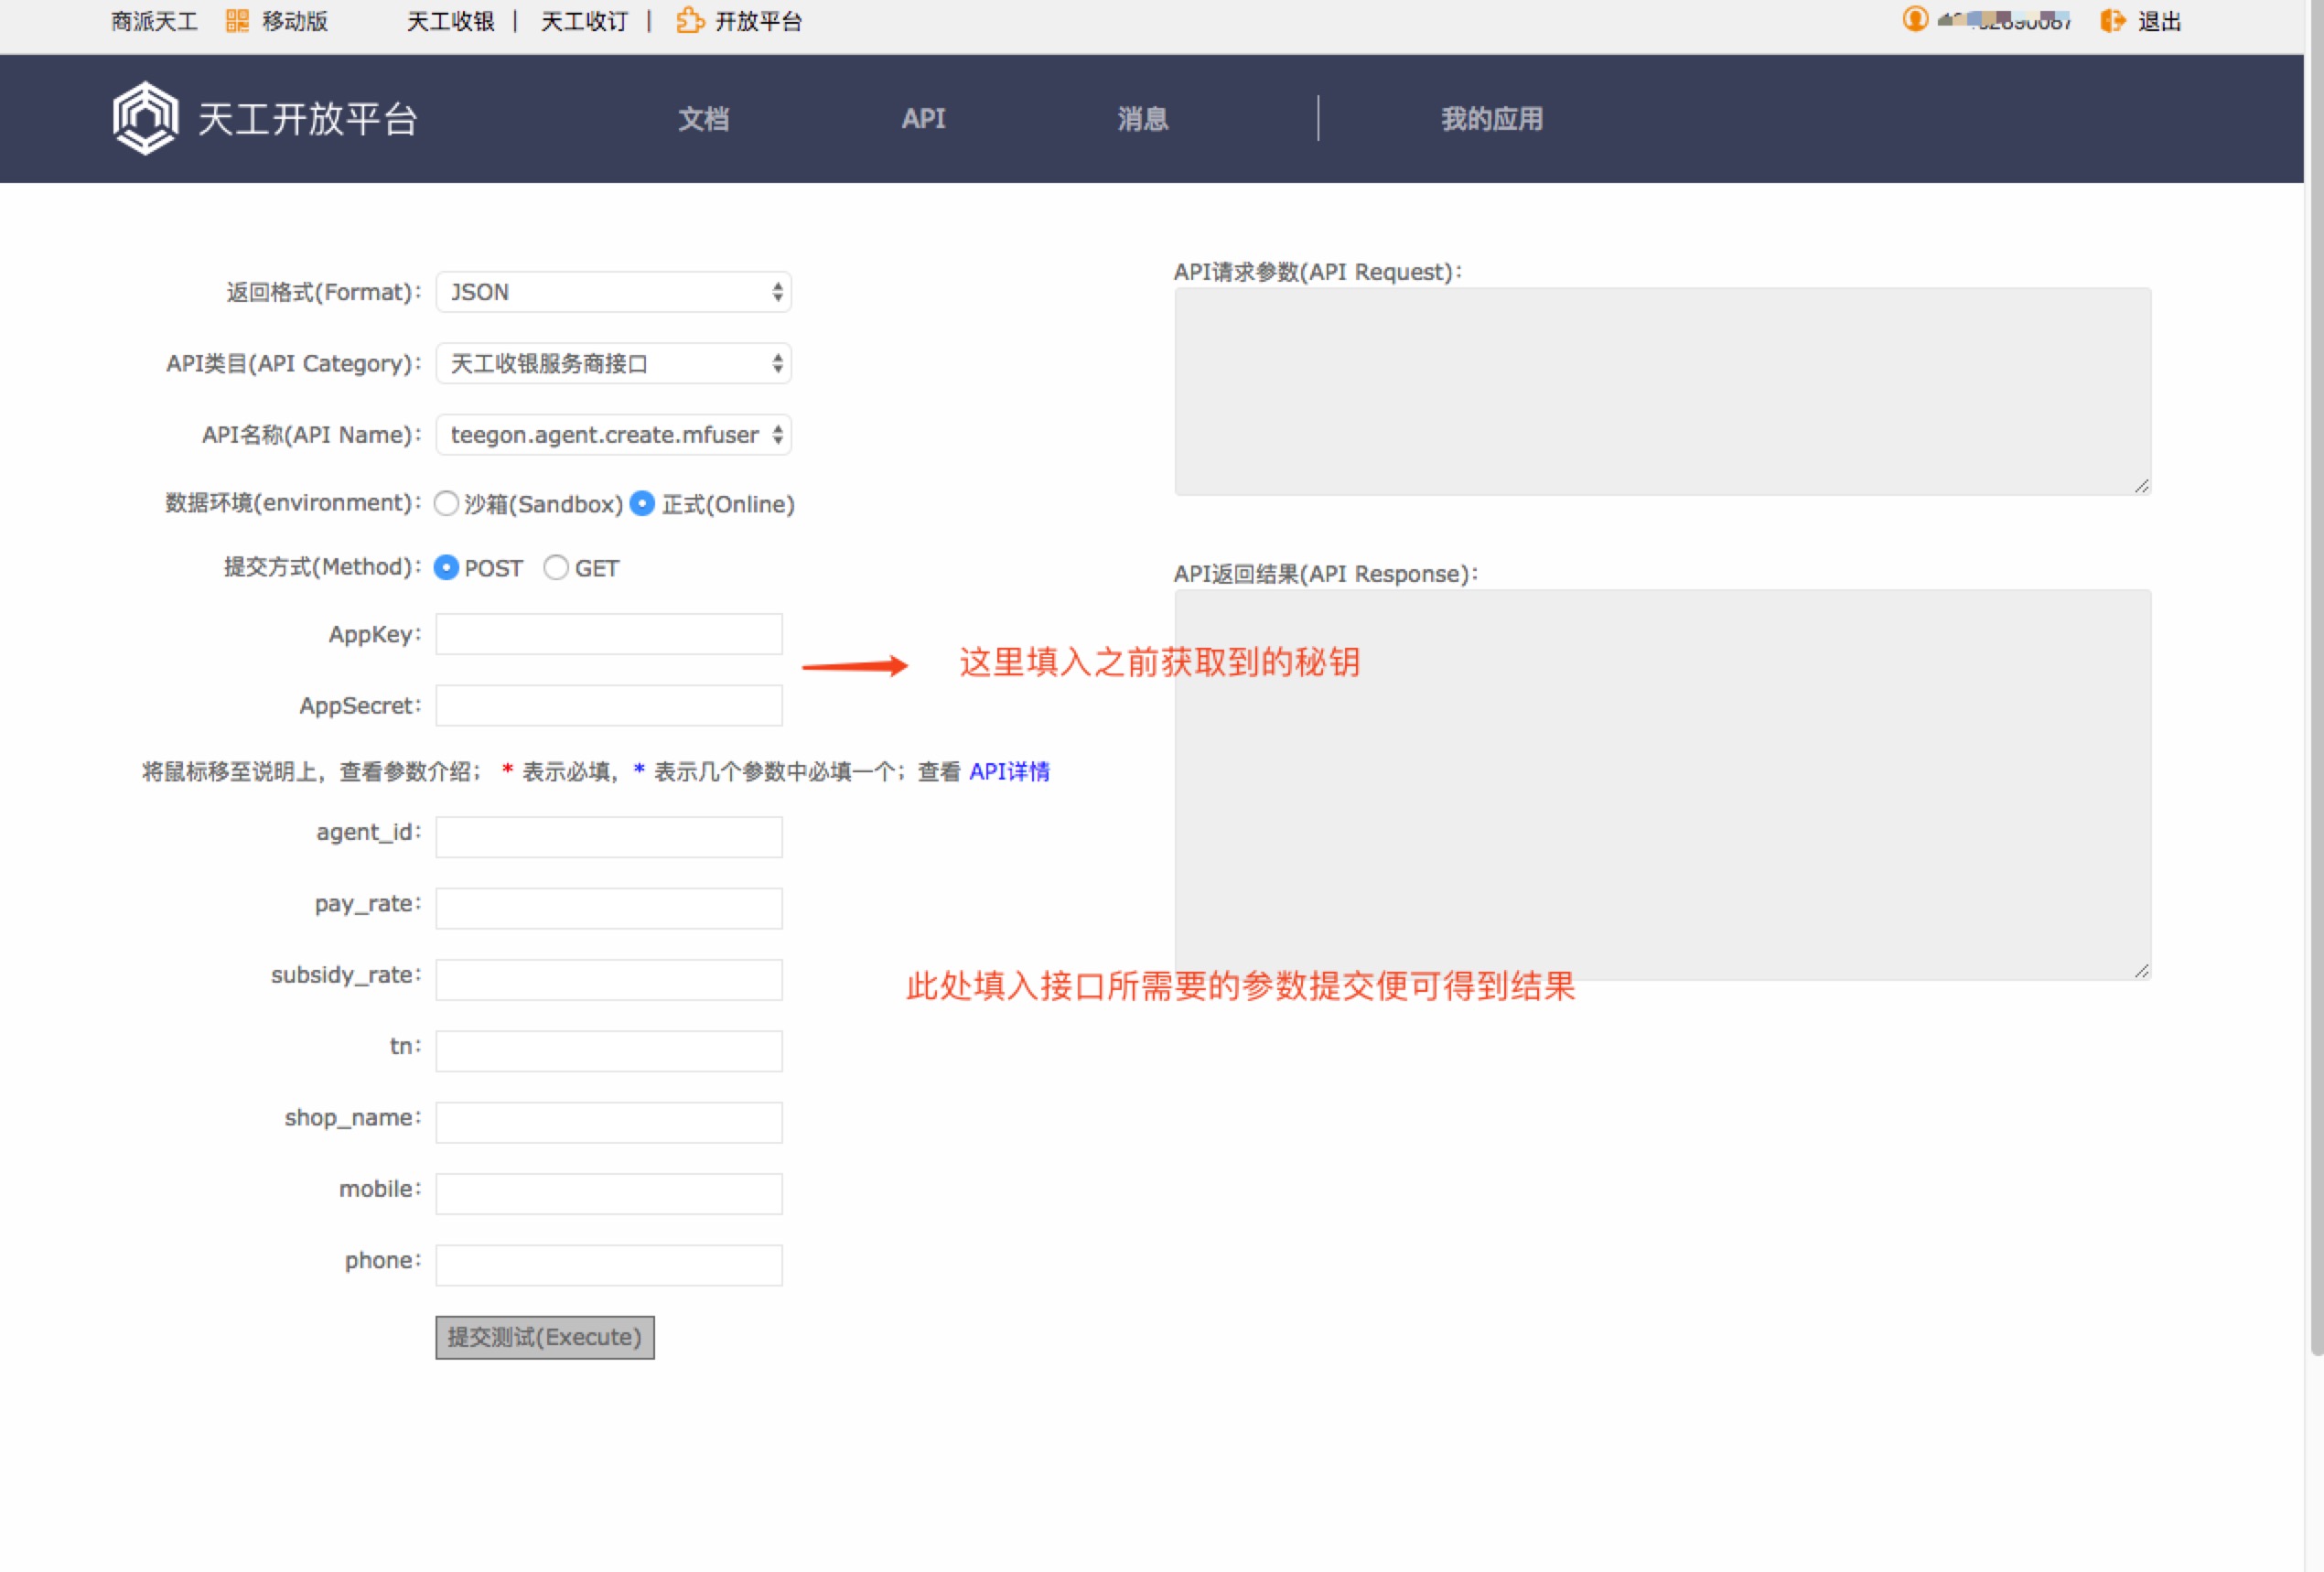 商派天工 移动版 天工收银 | 天工收订 | 开放平台 退出
天工开放平台 文档 API 消息 我的应用
返回格式(Format): JSON
API类目(API Category): 天工收银服务商接口
API名称(API Name): teegon.agent.create.mfuser
数据环境(environment): 沙箱(Sandbox) 正式(Online)
提交方式(Method): POST GET
AppKey:
AppSecret:
将鼠标移至说明上，查看参数介绍； * 表示必填，* 表示几个参数中必填一个；查看 API详情
agent_id:
pay_rate:
subsidy_rate:
tn:
shop_name:
mobile:
phone:
提交测试(Execute)
API请求参数(API Request):
API返回结果(API Response):
这里填入之前获取到的秘钥
此处填入接口所需要的参数提交便可得到结果